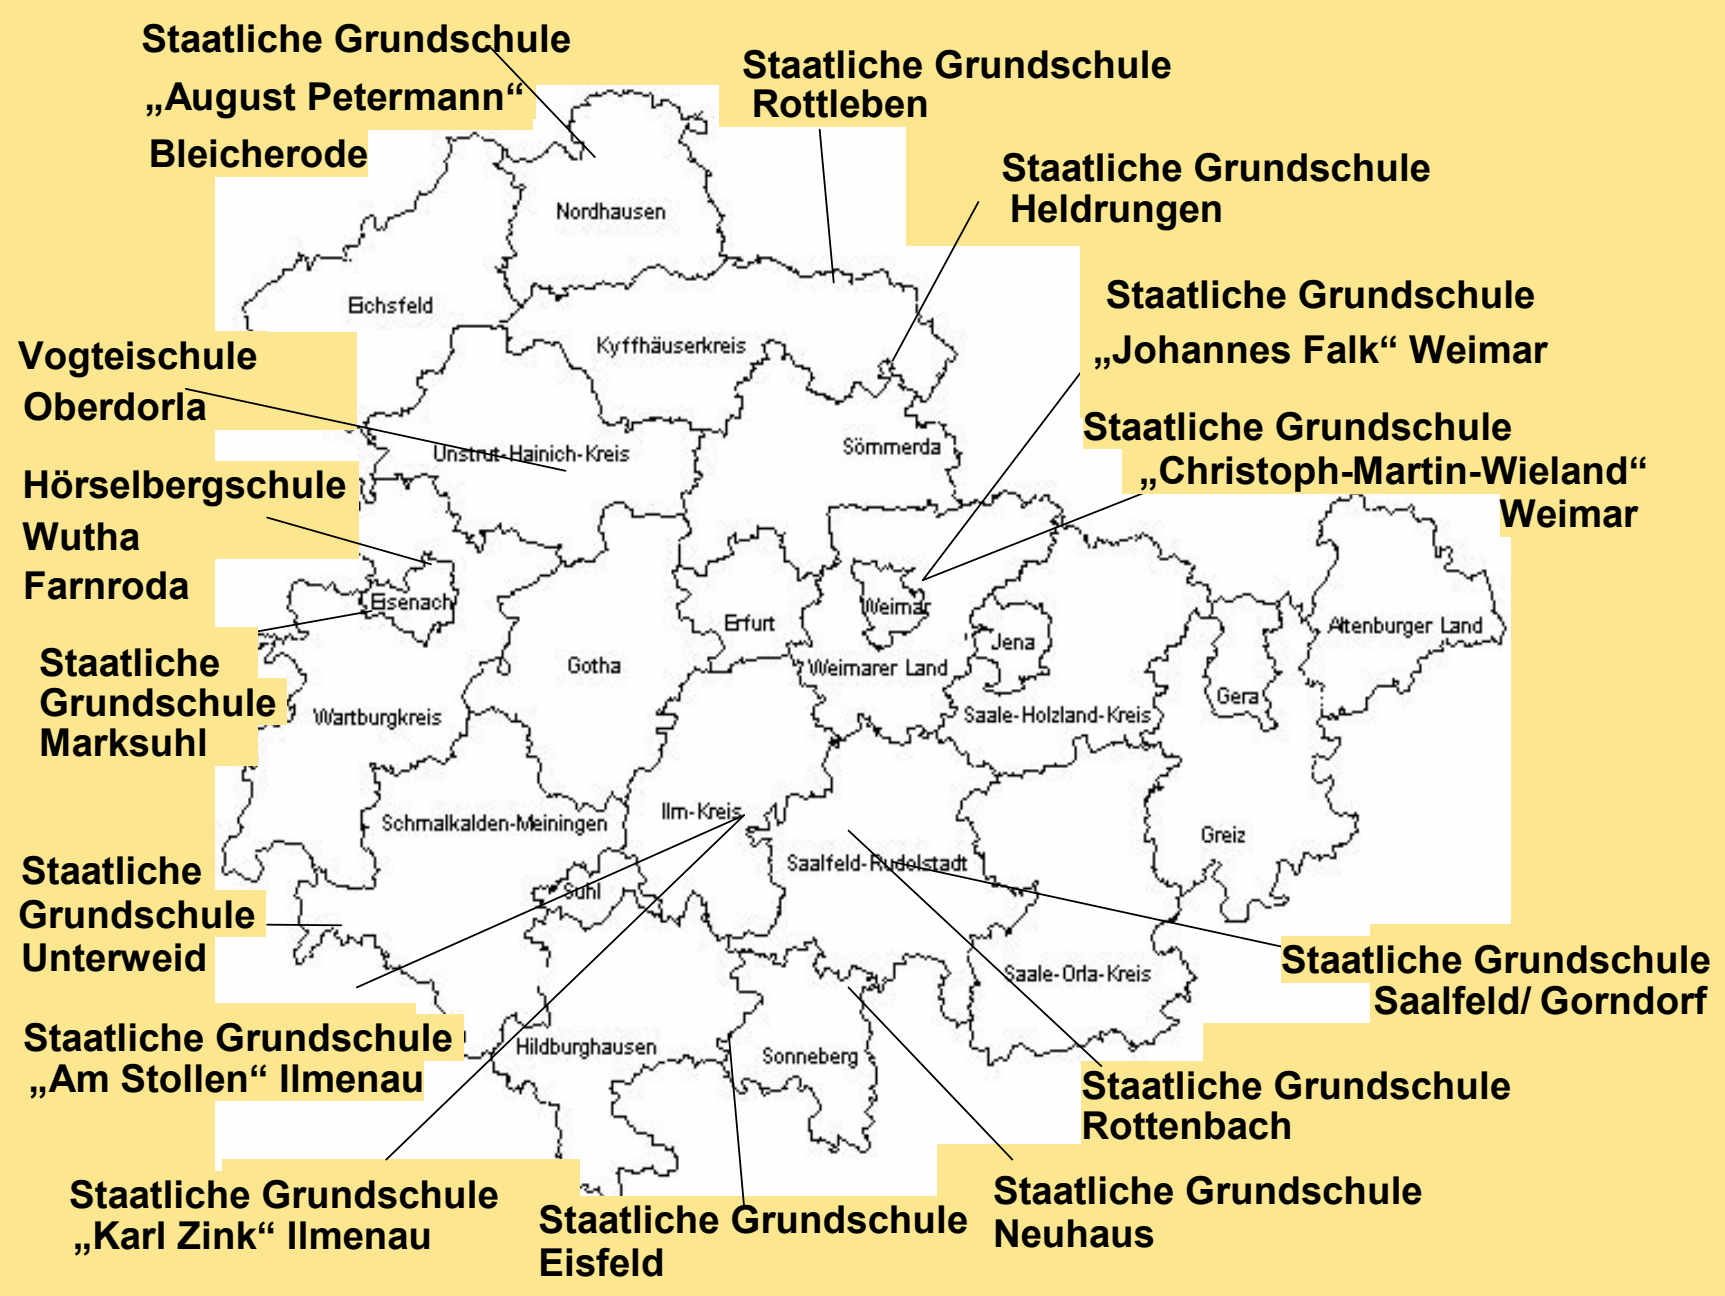 Staatliche Grundschule
„August Petermann“
Bleicherode
Staatliche Grundschule
Rottleben
Staatliche Grundschule
Heldrungen
Staatliche Grundschule
„Johannes Falk“ Weimar
Staatliche Grundschule
„Christoph-Martin-Wieland“
Weimar
Vogteischule
Oberdorla
Hörselbergschule
Wutha
Farnroda
Staatliche
Grundschule
Marksuhl
Staatliche
Grundschule
Unterweid
Staatliche Grundschule
„Am Stollen“ Ilmenau
Staatliche Grundschule
„Karl Zink“ Ilmenau
Staatliche Grundschule
Eisfeld
Staatliche Grundschule
Neuhaus
Staatliche Grundschule
Rottenbach
Staatliche Grundschule
Saalfeld/ Gorndorf
Nordhausen
Eichsfeld
Kyffhäuserkreis
Unstrut-Hainich-Kreis
Sömmerda
Eisenach
Wartburgkreis
Gotha
Erfurt
Weimar
Weimarer Land
Jena
Saale-Holzland-Kreis
Gera
Altenburger Land
Schmalkalden-Meiningen
Suhl
Ilm-Kreis
Saalfeld-Rudolstadt
Greiz
Saale-Orla-Kreis
Hildburghausen
Sonneberg